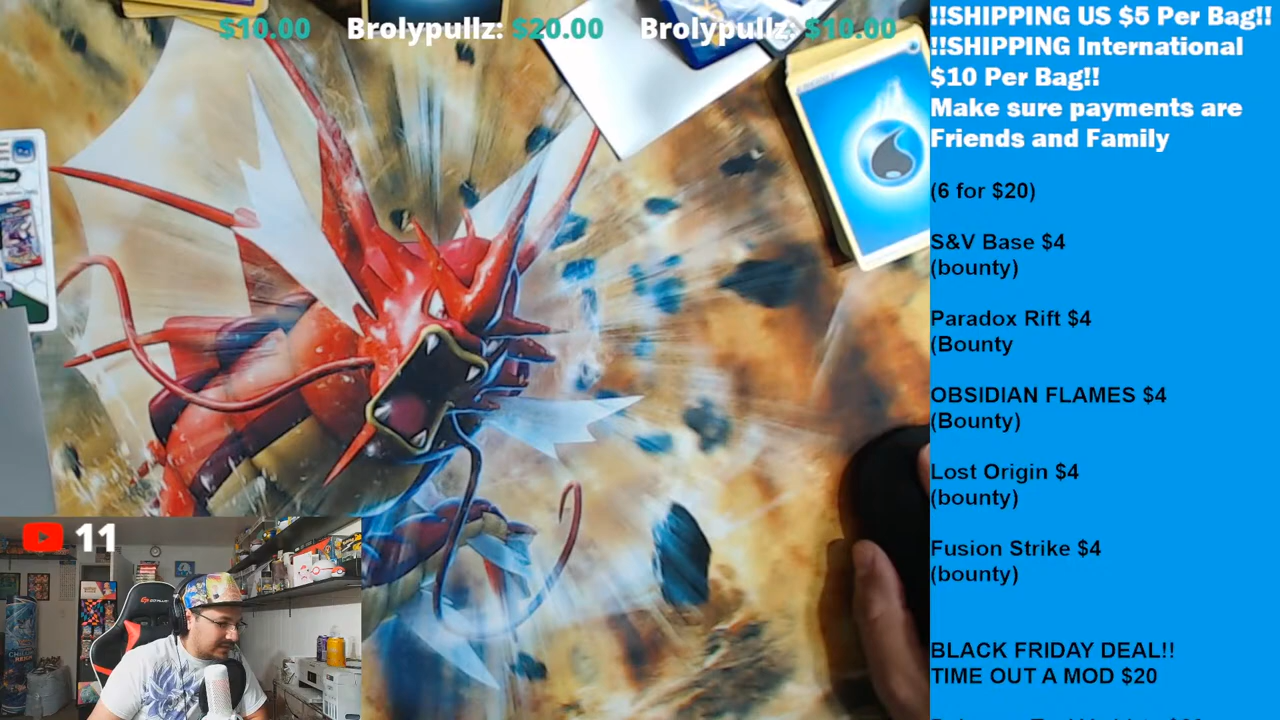 $10.00 Brolypullz: $20.00 Brolypullz: $10.00
!!SHIPPING US $5 Per Bag!!
!!SHIPPING International
$10 Per Bag!!
Make sure payments are
Friends and Family
(6 for $20)
S&V Base $4
(bounty)
Paradox Rift $4
(Bounty
OBSIDIAN FLAMES $4
(Bounty)
Lost Origin $4
(bounty)
Fusion Strike $4
(bounty)
BLACK FRIDAY DEAL!!
TIME OUT A MOD $20
11